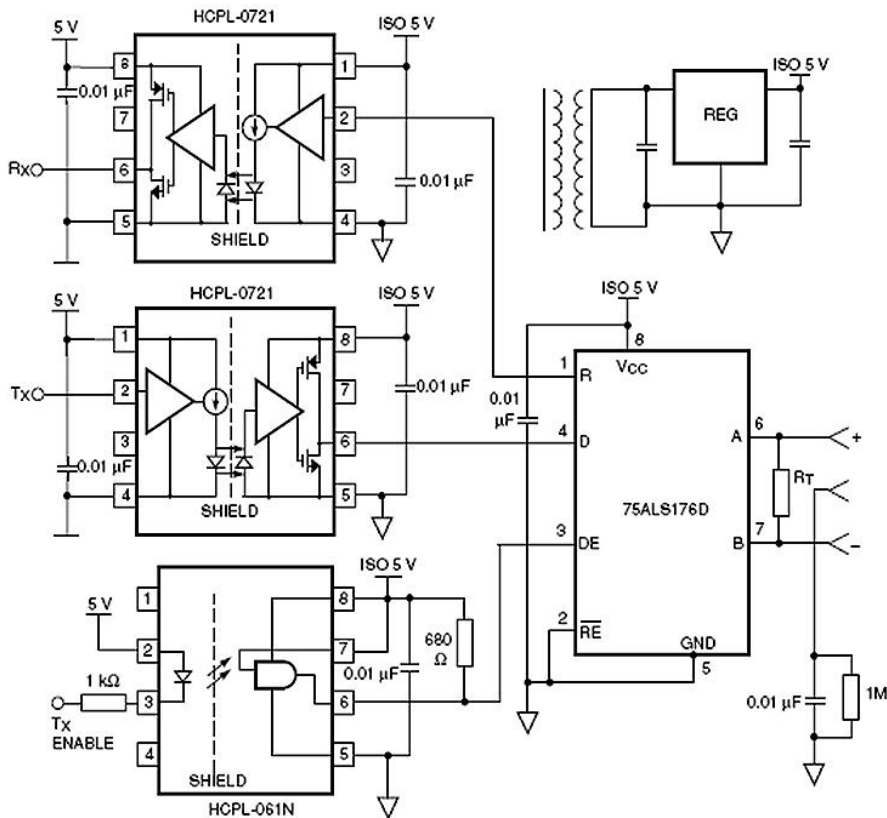 HCPL-0721
5 V
ISO 5 V
8
1
0.01 µF
7
2
RX
6
3
0.01 µF
5
4
SHIELD
ISO 5 V
REG
HCPL-0721
5 V
ISO 5 V
1
8
TX
2
7
0.01 µF
3
6
0.01 µF
4
5
SHIELD
ISO 5 V
8
VCC
1
R
0.01
µF
4
D
A
6
+
RT
75ALS176D
3
DE
B
7
–
2
RE
GND
5
0.01 µF
1M
ISO 5 V
1
8
5 V
2
7
680
Ω
0.01 µF
1 kΩ
3
6
TX
ENABLE
4
5
SHIELD
HCPL-061N